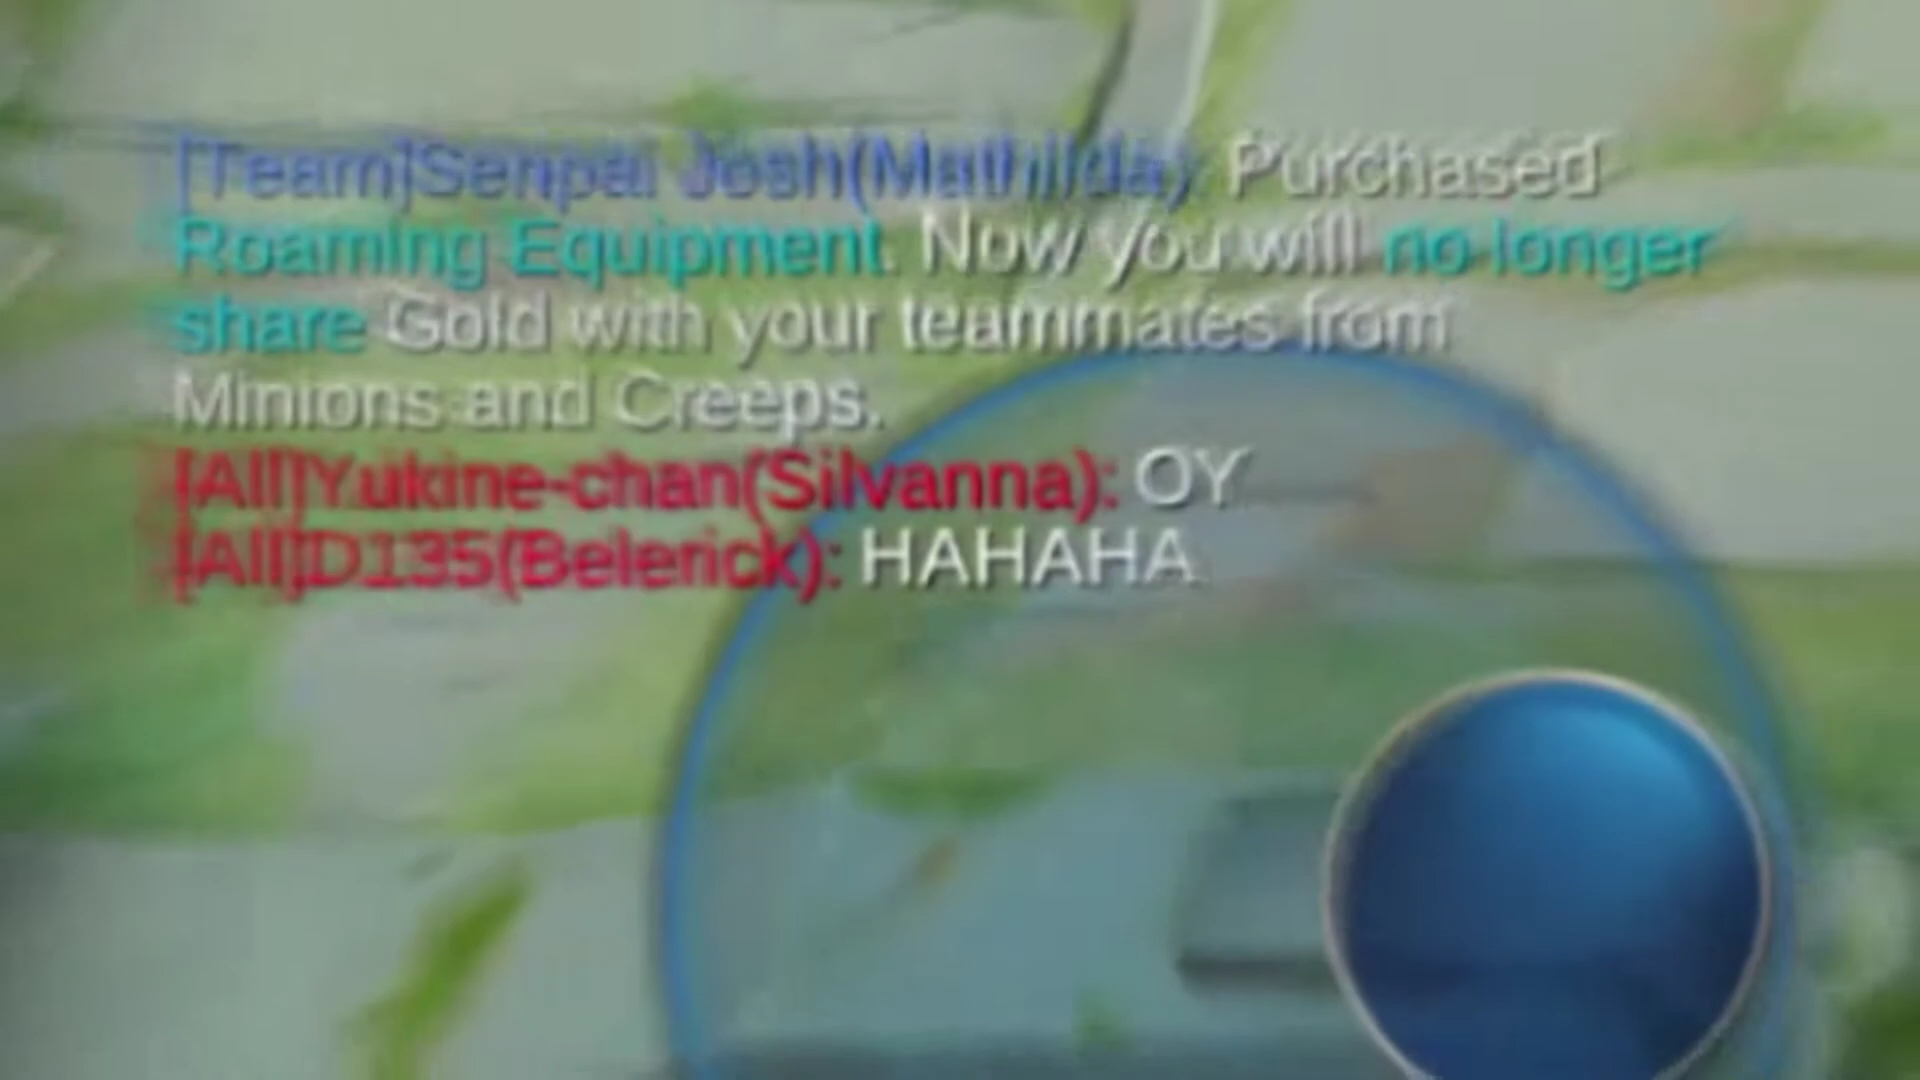 [Team]Senpai Josh(Mathilda): Purchased
Roaming Equipment. Now you will no longer
share Gold with your teammates from
Minions and Creeps.
[All]Yukine-chan(Silvanna): OY
[All]D135(Belerick): HAHAHA